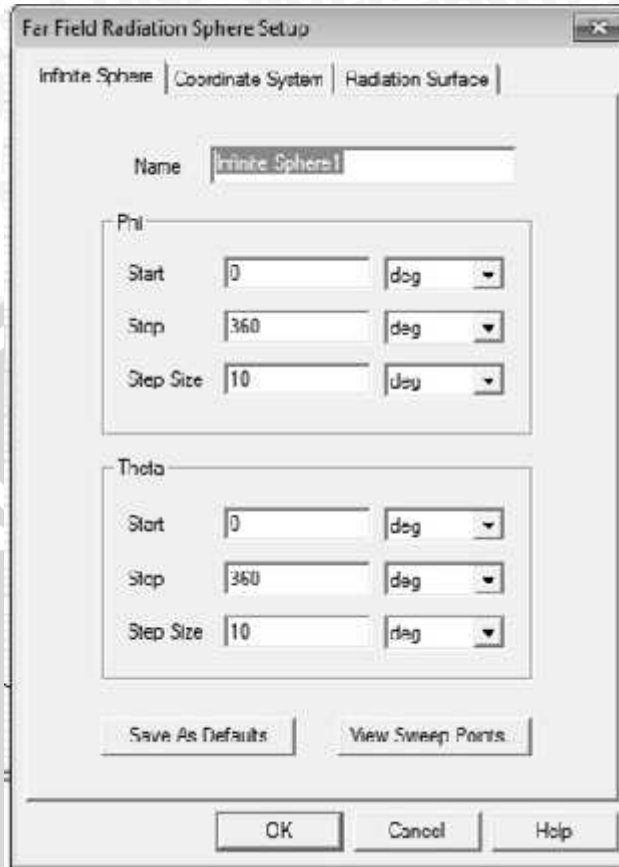 Far Field Radiation Sphere Setup
Infinite Sphere Coordinate System Radiation Surface
Name Infinite Sphere1
Phi
Start 0 deg
Stop 360 deg
Step Size 10 deg
Theta
Start 0 deg
Stop 360 deg
Step Size 10 deg
Save As Defaults View Sweep Points
OK Cancel Help